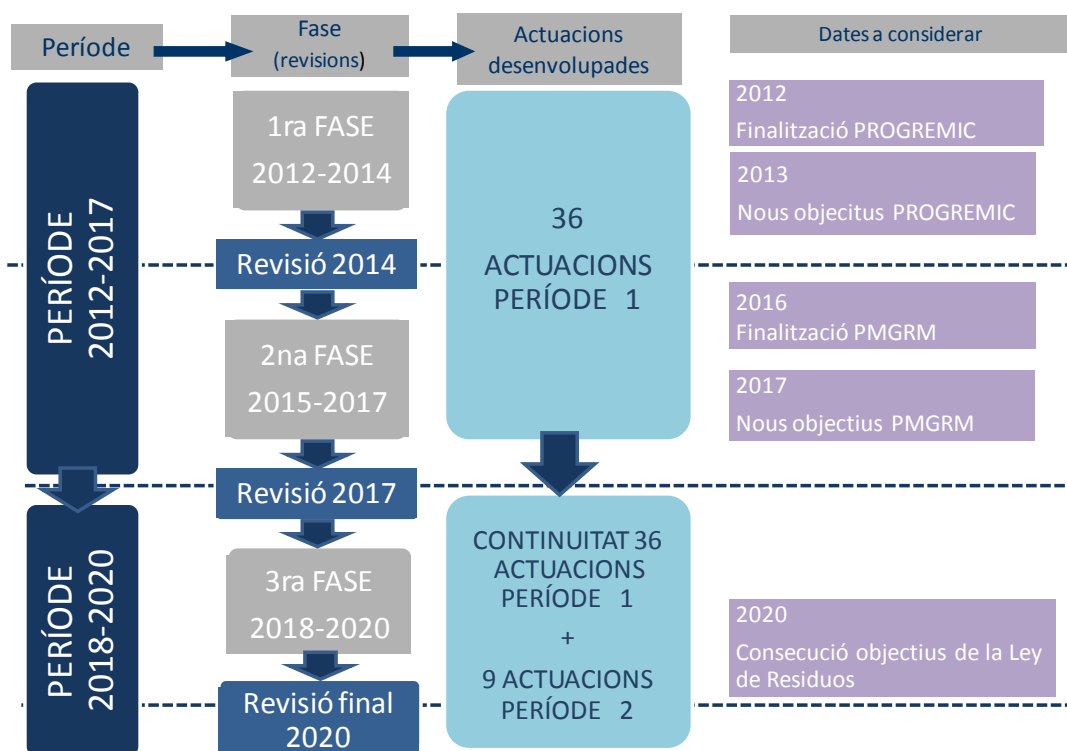 Període
Fase
(revisions)
Actuacions
desenvolupades
Dates a considerar
PERÍODE
2012-2017
1ra FASE
2012-2014
Revisió 2014
2na FASE
2015-2017
Revisió 2017
36
ACTUACIONS
PERÍODE 1
2012
Finalització PROGREMIC
2013
Nous objecitus PROGREMIC
2016
Finalització PMGRM
2017
Nous objectius PMGRM
PERÍODE
2018-2020
3ra FASE
2018-2020
Revisió final
2020
CONTINUITAT 36
ACTUACIONS
PERÍODE 1
+
9 ACTUACIONS
PERÍODE 2
2020
Consecució objectius de la Ley
de Residuos